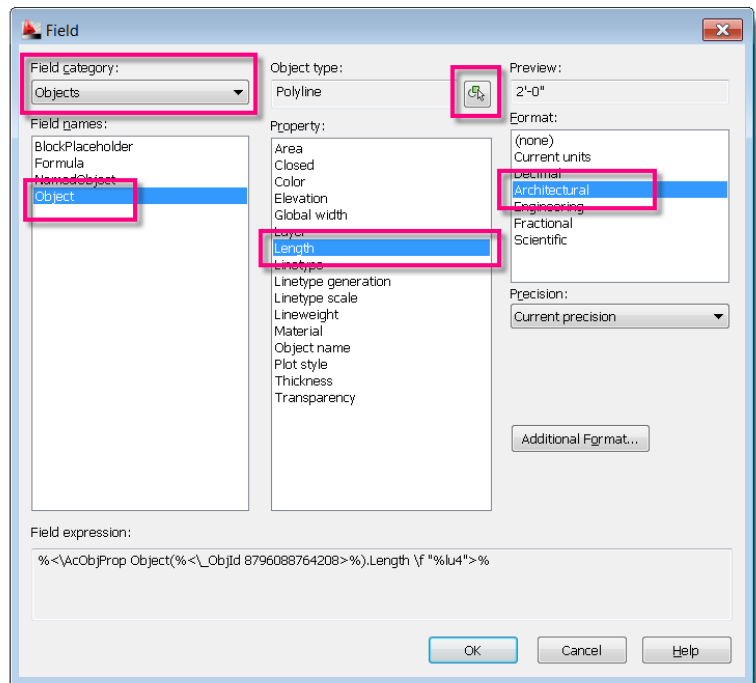 Field
Field category:
Objects
Field names:
BlockPlaceholder
Formula
NamedObject
Object
Object type:
Polyline
Property:
Area
Closed
Color
Elevation
Global width
Layer
Length
Linetype
Linetype generation
Linetype scale
Lineweight
Material
Object name
Plot style
Thickness
Transparency
Preview:
2'-0"
Format:
(none)
Current units
Decimal
Architectural
Engineering
Fractional
Scientific
Precision:
Current precision
Additional Format...
Field expression:
%<\AcObjProp Object(%<\_ObjId 8796088764208>%).Length \f "%lu4">%
OK
Cancel
Help